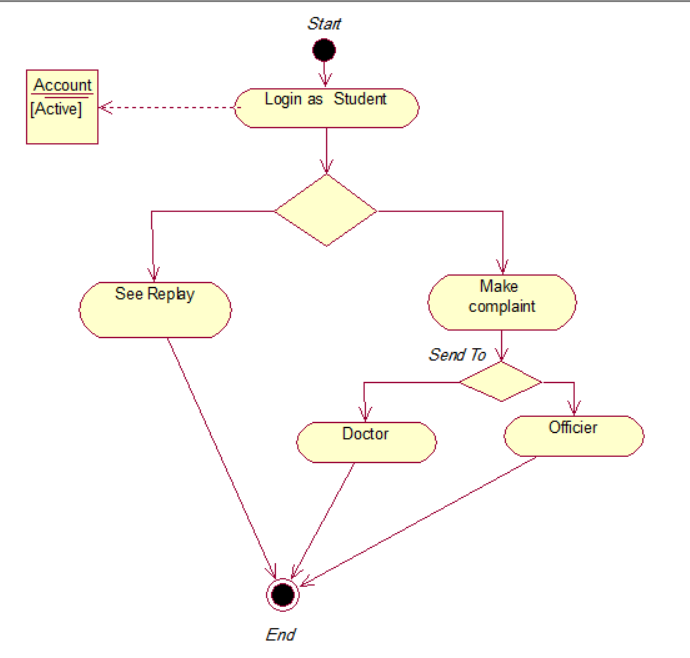 Start
Account
[Active]
Login as Student
See Replay
Make
complaint
Send To
Doctor
Officier
End